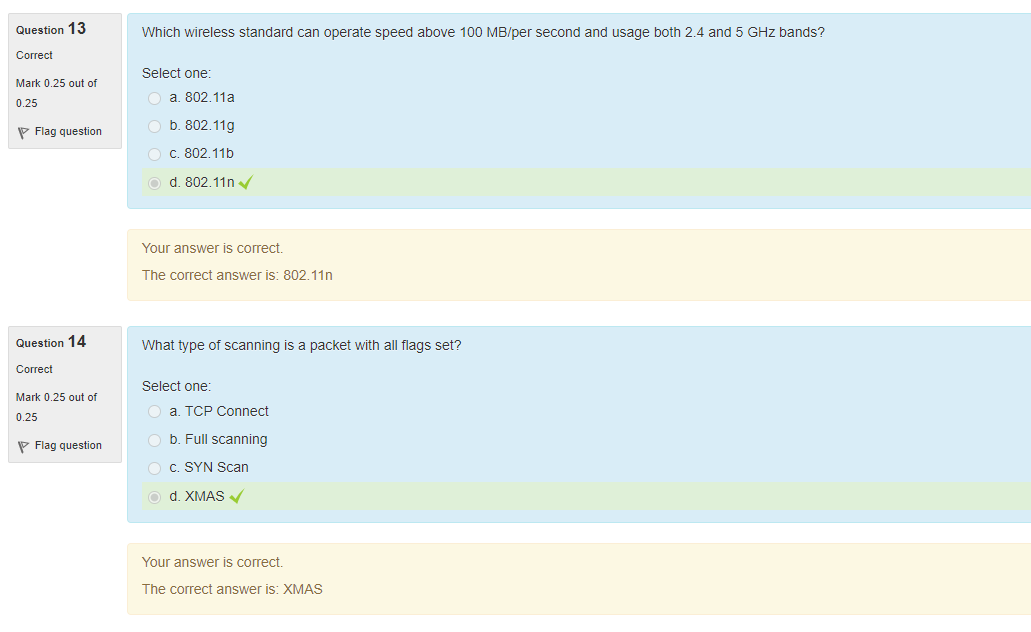 Question 13
Correct
Mark 0.25 out of
0.25
Flag question
Which wireless standard can operate speed above 100 MB/per second and usage both 2.4 and 5 GHz bands?
Select one:
a. 802.11a
b. 802.11g
c. 802.11b
d. 802.11n
Your answer is correct.
The correct answer is: 802.11n
Question 14
Correct
Mark 0.25 out of
0.25
Flag question
What type of scanning is a packet with all flags set?
Select one:
a. TCP Connect
b. Full scanning
c. SYN Scan
d. XMAS
Your answer is correct.
The correct answer is: XMAS